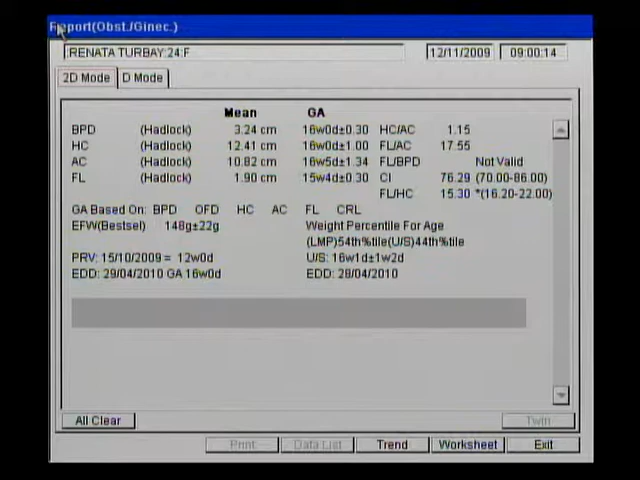 Report(Obst./Ginec.)
:RENATA TURBAY:24:F 12/11/2009 09:00:14
2D Mode D Mode
Mean GA
BPD (Hadlock) 3.24 cm 16w0d±0.30 HC/AC 1.15
HC (Hadlock) 12.41 cm 16w0d±1.00 FL/AC 17.55
AC (Hadlock) 10.82 cm 16w5d±1.34 FL/BPD Not Valid
FL (Hadlock) 1.90 cm 15w4d±0.30 CI 76.29 (70.00-86.00)
FL/HC 15.30 *(16.20-22.00)
GA Based On: BPD OFD HC AC FL CRL
EFW(Bestsel) 148g±22g Weight Percentile For Age
(LMP)54th%tile(U/S)44th%tile
PRV: 15/10/2009 = 12w0d U/S: 16w1d±1w2d
EDD: 29/04/2010 GA 16w0d EDD: 28/04/2010
All Clear Twin
Print Data List Trend Worksheet Exit